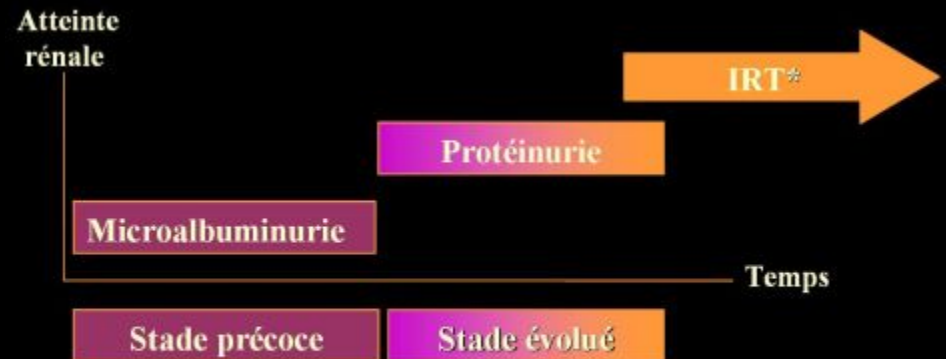 Atteinte
rénale
IRT*
Protéinurie
Microalbuminurie
Temps
Stade précoce
Stade évolué